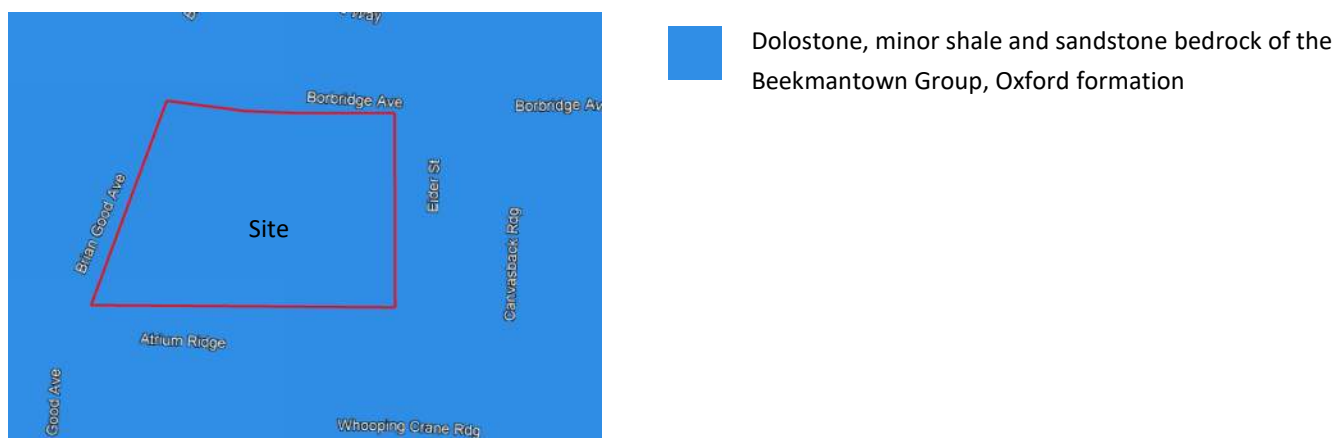 Way
Borbridge Ave
Borbridge Av
Elder St
Brian Good Ave
Site
Canvasback Rdg
Atrium Ridge
Good Ave
Whooping Crane Rdg
Dolostone, minor shale and sandstone bedrock of the
Beekmantown Group, Oxford formation